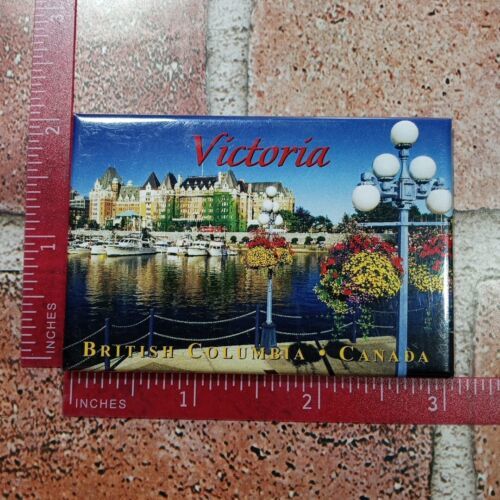 Victoria
BRITISH COLUMBIA • CANADA
2
1
INCHES
INCHES
1
2
3